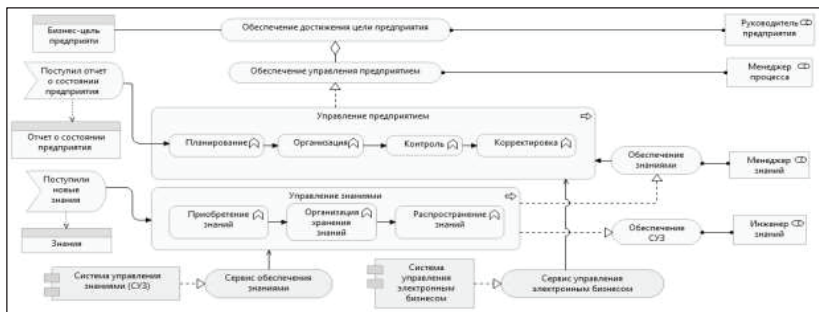 Бизнес-цель
предприяти
Обеспечение достижения цели предприятия
Руководитель
предприятия
Поступил отчет
о состоянии
предприятия
Обеспечение управления предприятием
Менеджер
процесса
Управление предприятием
Отчет о состоянии
предприятия
Планирование
Организация
Контроль
Корректировка
Обеспечение
знаниями
Менеджер
знаний
Поступили
новые
знания
Управление знаниями
Приобретение
знаний
Организация
хранение
знаний
Распространение
знаний
Обеспечение
СУЗ
Инженер
знаний
Знания
Система управления
знаниями (СУЗ)
Сервис обеспечения
знаниями
Система
управления
электронным
бизнесом
Сервис управления
электронным бизнесом